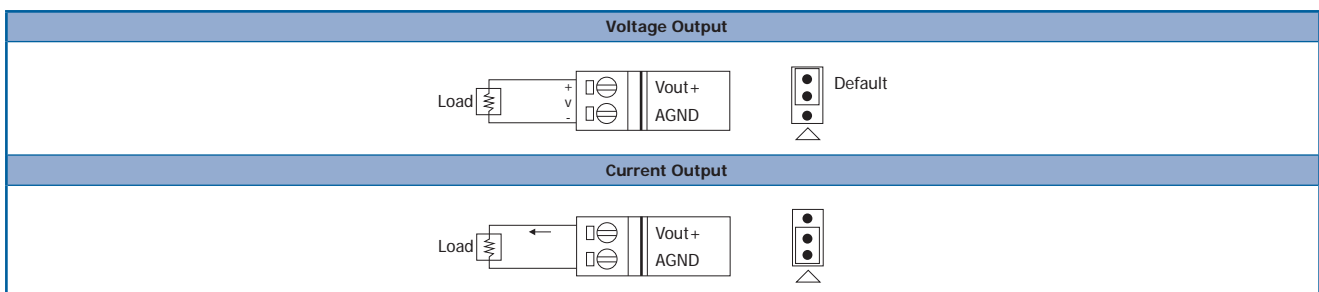 Voltage Output
Load
+
v
-
Vout+
AGND
Default
Current Output
Load
Vout+
AGND